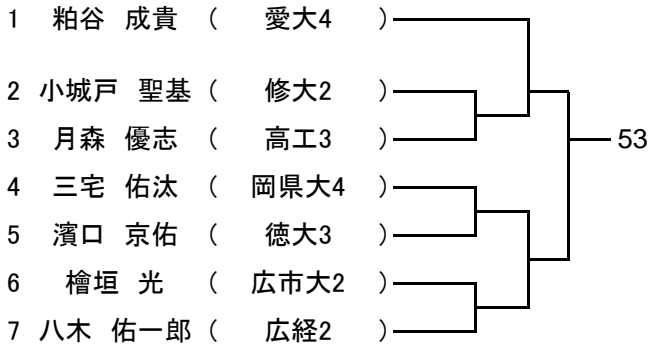 1 粕谷 成貴 ( 愛大4 )
2 小城戸 聖基 ( 修大2 )
3 月森 優志 ( 高工3 )
53
4 三宅 佑汰 ( 岡県大4 )
5 濱口 京佑 ( 徳大3 )
6 檜垣 光 ( 広市大2 )
7 八木 佑一郎 ( 広経2 )